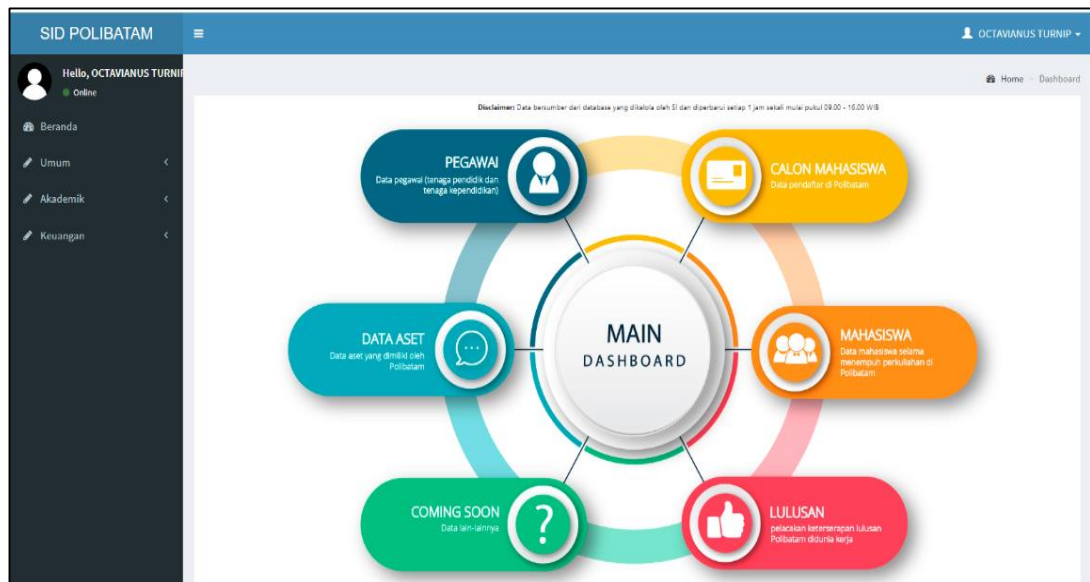 SID POLIBATAM
OCTAVIANUS TURNIP
Hello, OCTAVIANUS TURNIP
Online
Home
Dashboard
Beranda
Umum
Akademik
Keuangan
Disclaimer: Data bersumber dari database yang dikelola oleh SI dan diperbarui setiap 1 jam sekali mulai pukul 09.00 - 16.00 WIB
PEGAWAI
Data pegawai (tenaga pendidik dan
tenaga kependidikan)
CALON MAHASISWA
Data pendaftar di Polibatam
DATA ASET
Data aset yang dimiliki oleh
Polibatam
MAIN
DASHBOARD
MAHASISWA
Data mahasiswa selama
menempuh perkuliahan di
Polibatam
COMING SOON
Data lain-lainnya
?
LULUSAN
pelacakan keterserapan lulusan
Polibatam didunia kerja